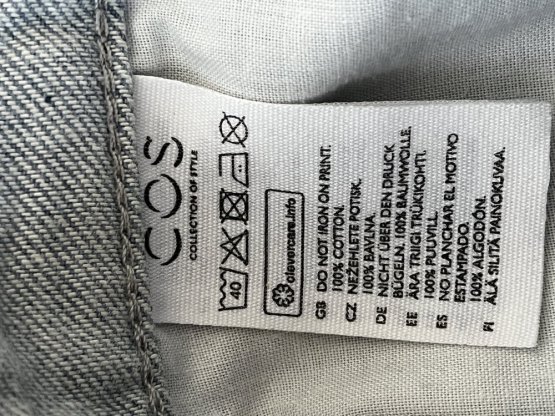 COS
COLLECTION OF STYLE
40
clevercare.info
GB DO NOT IRON ON PRINT.
100% COTTON.
CZ NEŽEHLETE POTISK.
100% BAVLNA.
DE NICHT ÜBER DEN DRUCK
BÜGELN. 100% BAUMWOLLE.
EE ÄRA TRIIGI TRÜKIKOHTI.
100% PUUVILL.
ES NO PLANCHAR EL MOTIVO
ESTAMPADO.
100% ALGODÓN.
FI ÄLÄ SILITÄ PAINOKUVAA.